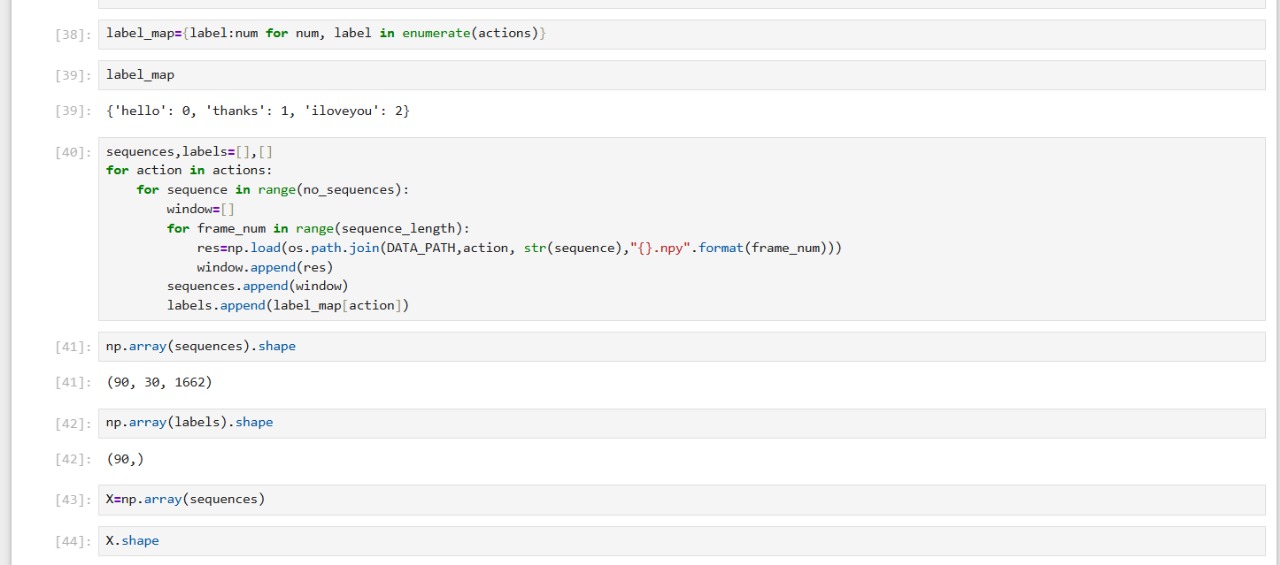 [38]: label_map={label:num for num, label in enumerate(actions)}
[39]: label_map
[39]: {'hello': 0, 'thanks': 1, 'iloveyou': 2}
[40]: sequences,labels=[],[]
for action in actions:
    for sequence in range(no_sequences):
        window=[]
        for frame_num in range(sequence_length):
            res=np.load(os.path.join(DATA_PATH,action, str(sequence),"{}.npy".format(frame_num)))
            window.append(res)
        sequences.append(window)
        labels.append(label_map[action])
[41]: np.array(sequences).shape
[41]: (90, 30, 1662)
[42]: np.array(labels).shape
[42]: (90,)
[43]: X=np.array(sequences)
[44]: X.shape